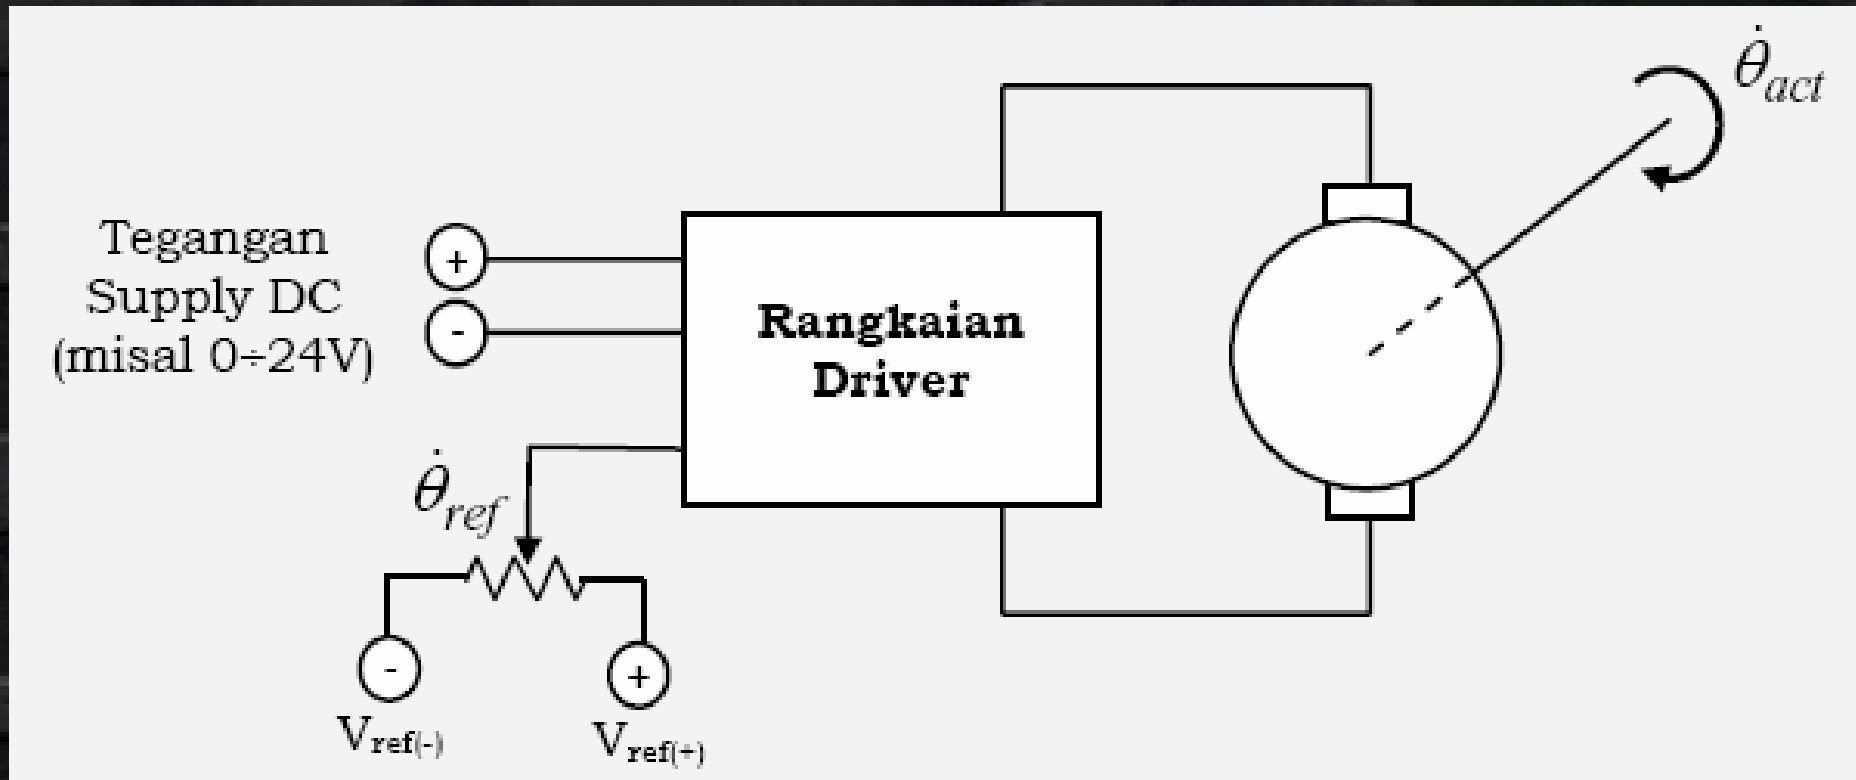 Tegangan
Supply DC
(misal 0÷24V)
+
-
Rangkaian
Driver
θ̇ref
-
+
Vref(-)
Vref(+)
θ̇act